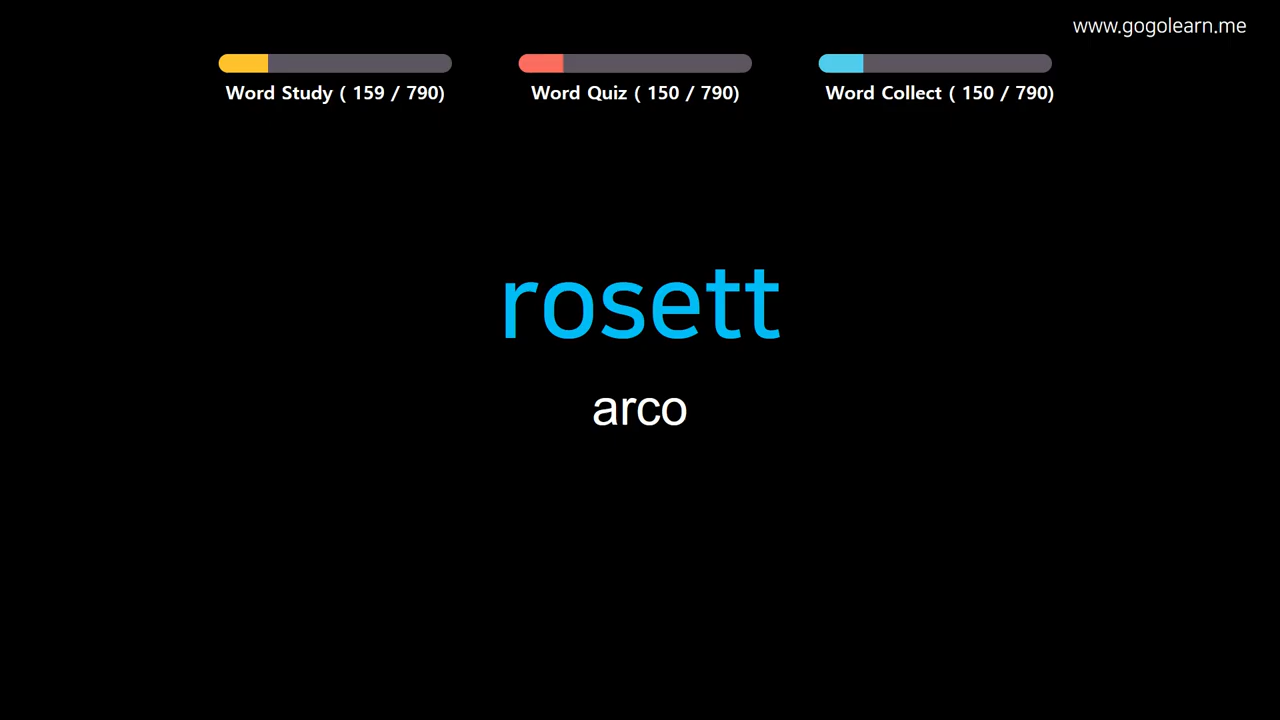 www.gogolearn.me
Word Study ( 159 / 790)
Word Quiz ( 150 / 790)
Word Collect ( 150 / 790)
rosett
arco